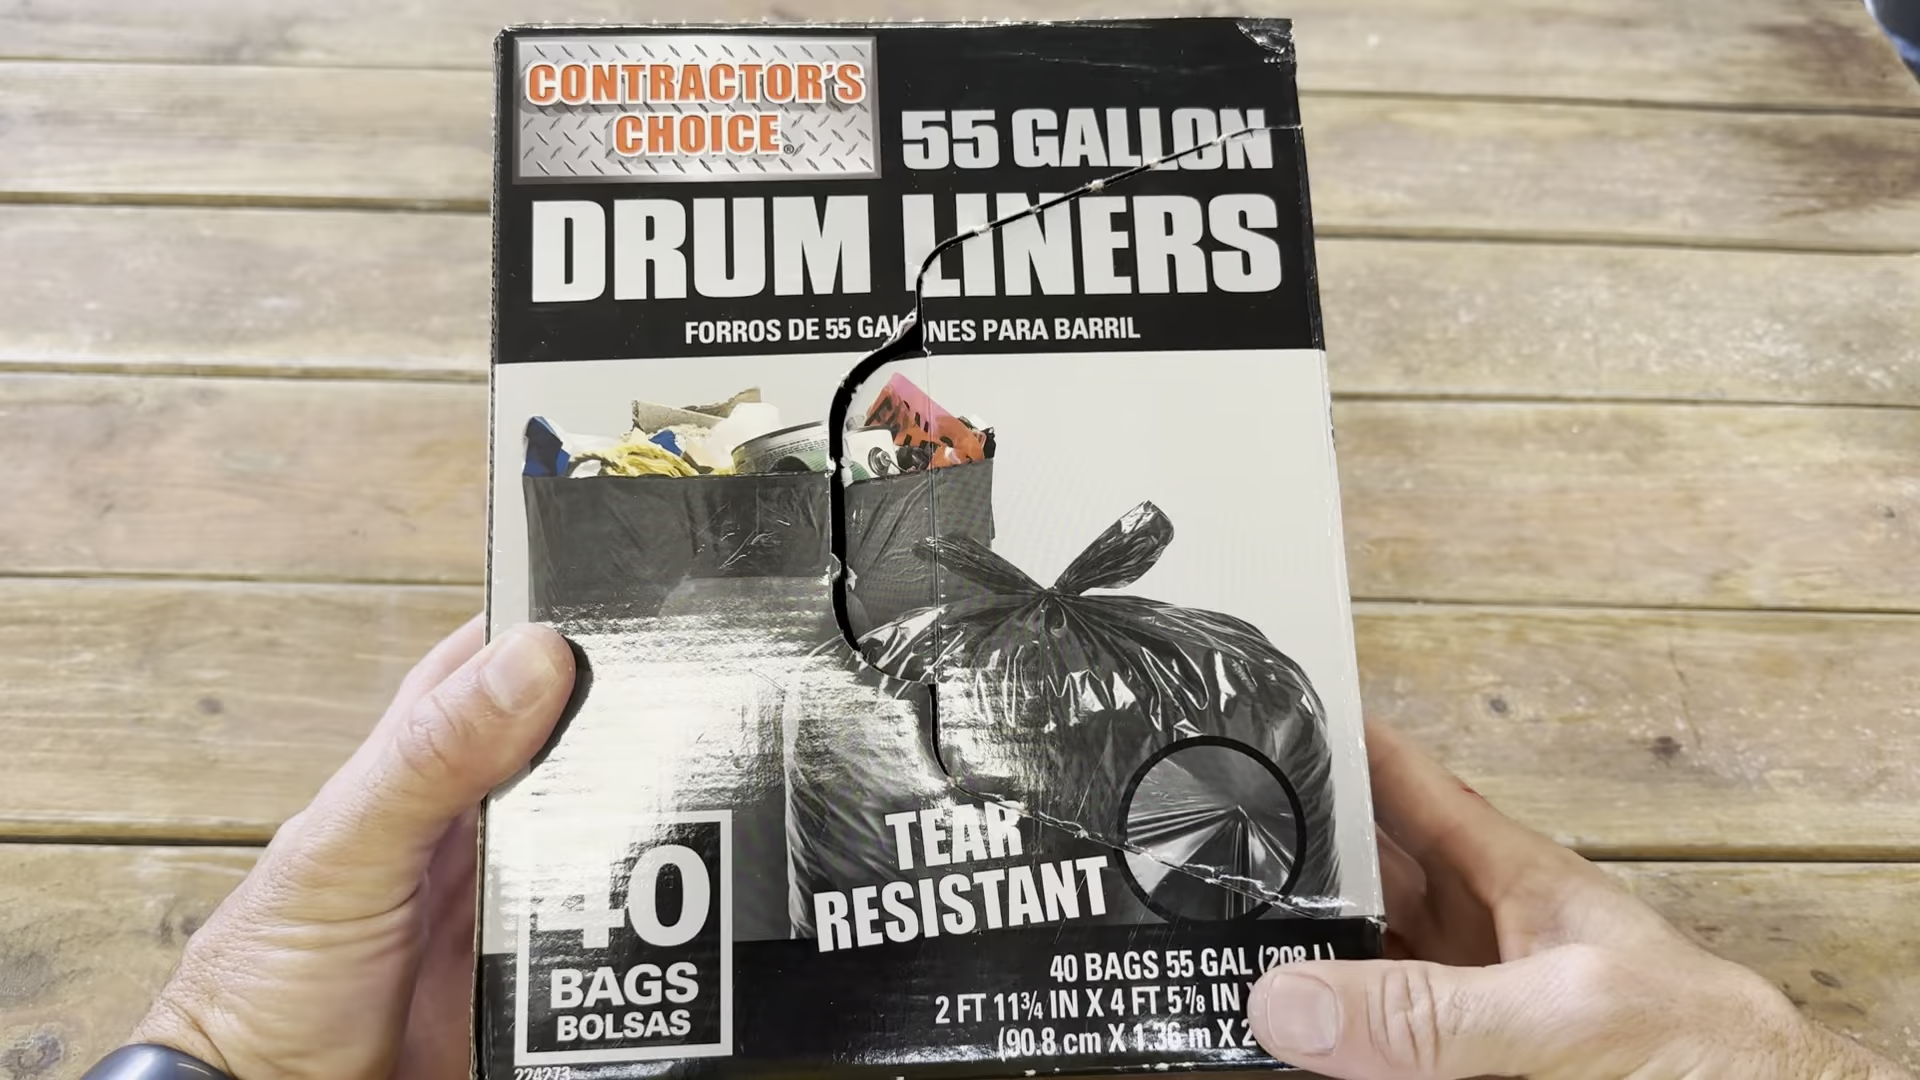 CONTRACTOR'S
CHOICE®
55 GALLON
DRUM LINERS
FORROS DE 55 GALONES PARA BARRIL
TEAR
RESISTANT
40
BAGS
BOLSAS
40 BAGS 55 GAL (208 L)
2 FT 11¾ IN X 4 FT 5⅞ IN
(90.8 cm X 1.36 m X 2
224273